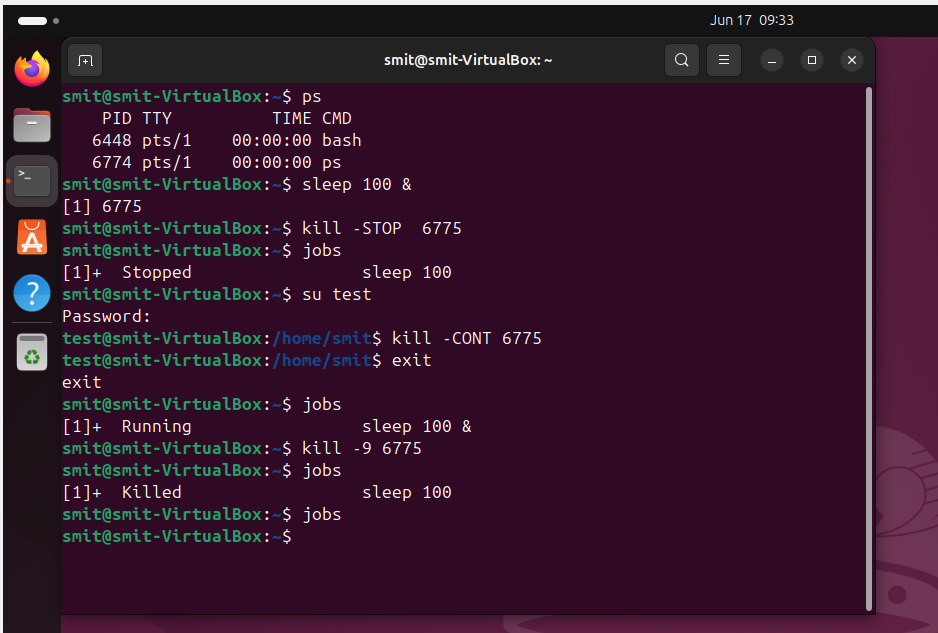 Jun 17 09:33
smit@smit-VirtualBox: ~
smit@smit-VirtualBox:~$ ps
    PID TTY          TIME CMD
   6448 pts/1    00:00:00 bash
   6774 pts/1    00:00:00 ps
smit@smit-VirtualBox:~$ sleep 100 &
[1] 6775
smit@smit-VirtualBox:~$ kill -STOP  6775
smit@smit-VirtualBox:~$ jobs
[1]+  Stopped                 sleep 100
smit@smit-VirtualBox:~$ su test
Password:
test@smit-VirtualBox:/home/smit$ kill -CONT 6775
test@smit-VirtualBox:/home/smit$ exit
exit
smit@smit-VirtualBox:~$ jobs
[1]+  Running                 sleep 100 &
smit@smit-VirtualBox:~$ kill -9 6775
smit@smit-VirtualBox:~$ jobs
[1]+  Killed                  sleep 100
smit@smit-VirtualBox:~$ jobs
smit@smit-VirtualBox:~$